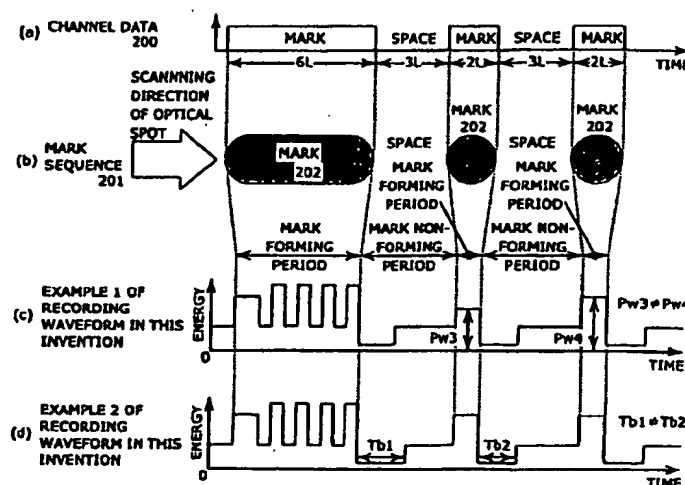 (a) CHANNEL DATA 200
MARK SPACE MARK SPACE MARK
6L 3L 2L 3L 2L TIME
SCANNNING DIRECTION OF OPTICAL SPOT
(b) MARK SEQUENCE 201
MARK 202
SPACE
MARK 202
SPACE
MARK 202
MARK FORMING PERIOD
MARK FORMING PERIOD
MARK FORMING PERIOD
MARK NON-FORMING PERIOD
MARK NON-FORMING PERIOD
(c) EXAMPLE 1 OF RECORDING WAVEFORM IN THIS INVENTION
ENERGY
0
Pw3
Pw4
Pw3≠Pw4
TIME
(d) EXAMPLE 2 OF RECORDING WAVEFORM IN THIS INVENTION
ENERGY
0
Tb1
Tb2
Tb1≠Tb2
TIME